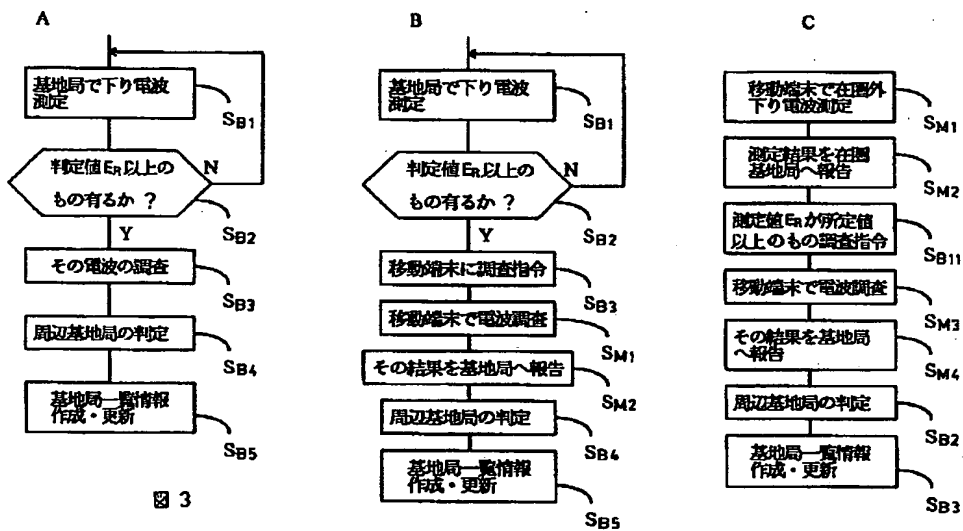 A
基地局で下り電波
測定
SB1
判定値ER以上の
もの有るか？
N
SB2
Y
その電波の調査
SB3
周辺基地局の判定
SB4
基地局一覧情報
作成・更新
SB5
図3
B
基地局で下り電波
測定
SB1
判定値ER以上の
もの有るか？
N
SB2
Y
移動端末に調査指令
SB3
移動端末で電波調査
SM1
その結果を基地局へ報告
SM2
周辺基地局の判定
SB4
基地局一覧情報
作成・更新
SB5
C
移動端末で在圏外
下り電波測定
SM1
測定結果を在圏
基地局へ報告
SM2
測定値ERが所定値
以上のもの調査指令
SB11
移動端末で電波調査
SM3
その結果を基地局
へ報告
SM4
周辺基地局の判定
SB2
基地局一覧情報
作成・更新
SB3